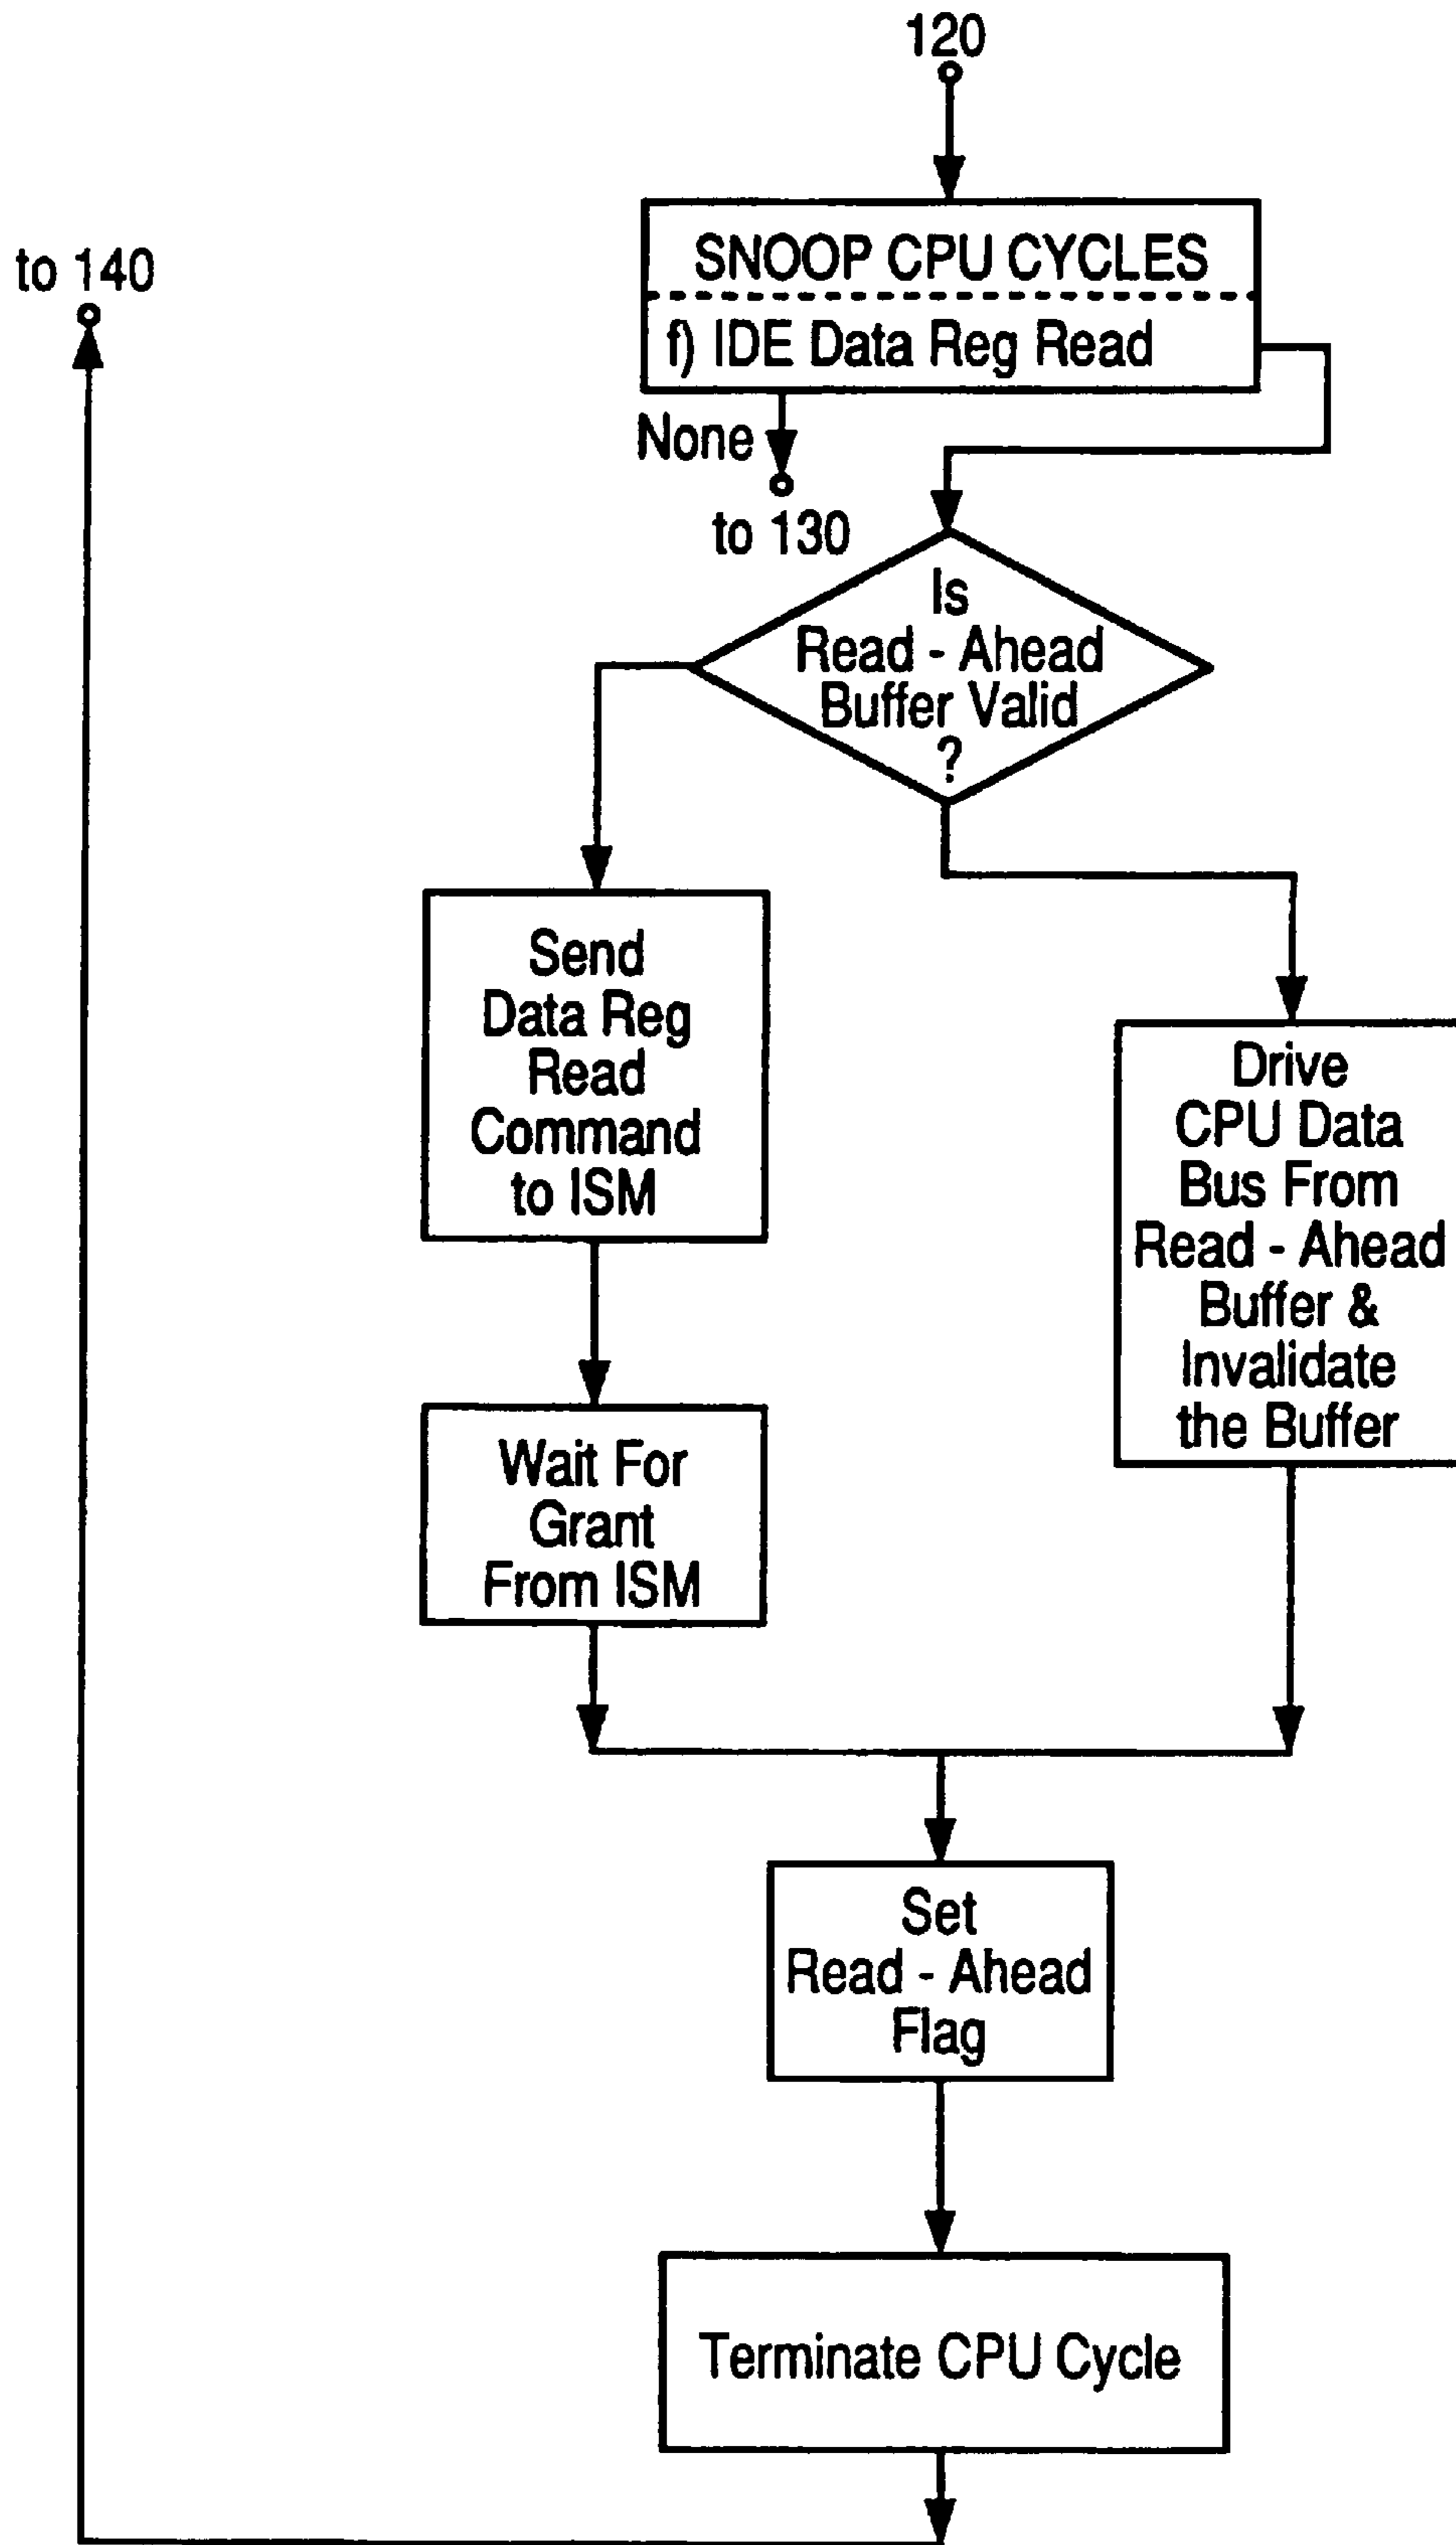 120
to 140
SNOOP CPU CYCLES
f) IDE Data Reg Read
None
to 130
Is
Read - Ahead
Buffer Valid
?
Send
Data Reg
Read
Command
to ISM
Drive
CPU Data
Bus From
Read - Ahead
Buffer &
Invalidate
the Buffer
Wait For
Grant
From ISM
Set
Read - Ahead
Flag
Terminate CPU Cycle